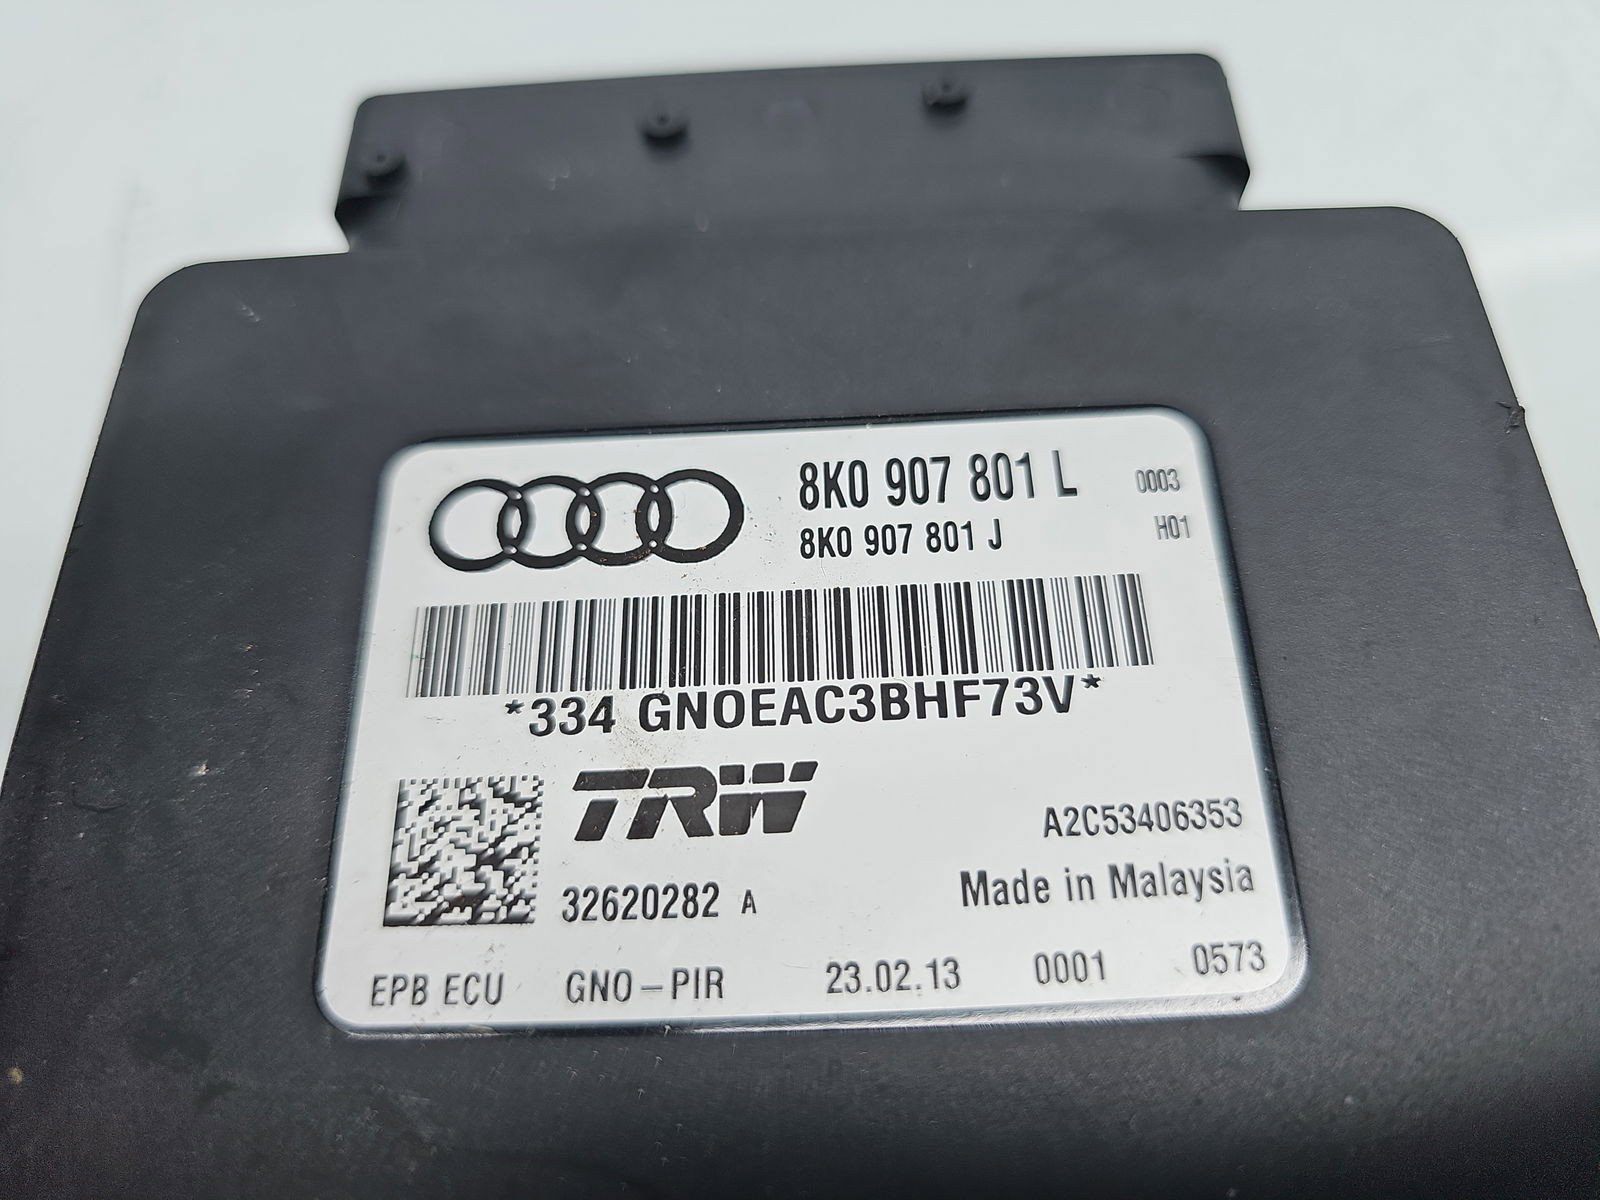 8K0 907 801 L 0003
8K0 907 801 J H01
*334 GNOEAC3BHF73V*
TRW
A2C53406353
32620282 A
Made in Malaysia
EPB ECU GNO-PIR 23.02.13 0001 0573